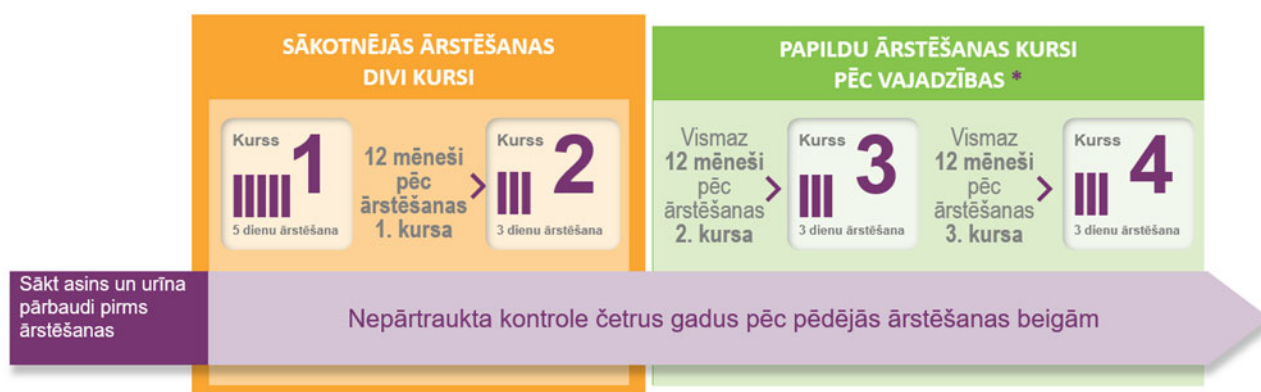 SĀKOTNĒJĀS ĀRSTĒŠANAS
DIVI KURSI
Kurss 1
5 dienu ārstēšana
12 mēneši
pēc
ārstēšanas
1. kursa
Kurss 2
3 dienu ārstēšana
PAPILDU ĀRSTĒŠANAS KURSI
PĒC VAJADZĪBAS *
Vismaz
12 mēneši
pēc
ārstēšanas
2. kursa
Kurss 3
3 dienu ārstēšana
Vismaz
12 mēneši
pēc
ārstēšanas
3. kursa
Kurss 4
3 dienu ārstēšana
Sākt asins un urīna
pārbaudi pirms
ārstēšanas
Nepārtraukta kontrole četrus gadus pēc pēdējās ārstēšanas beigām